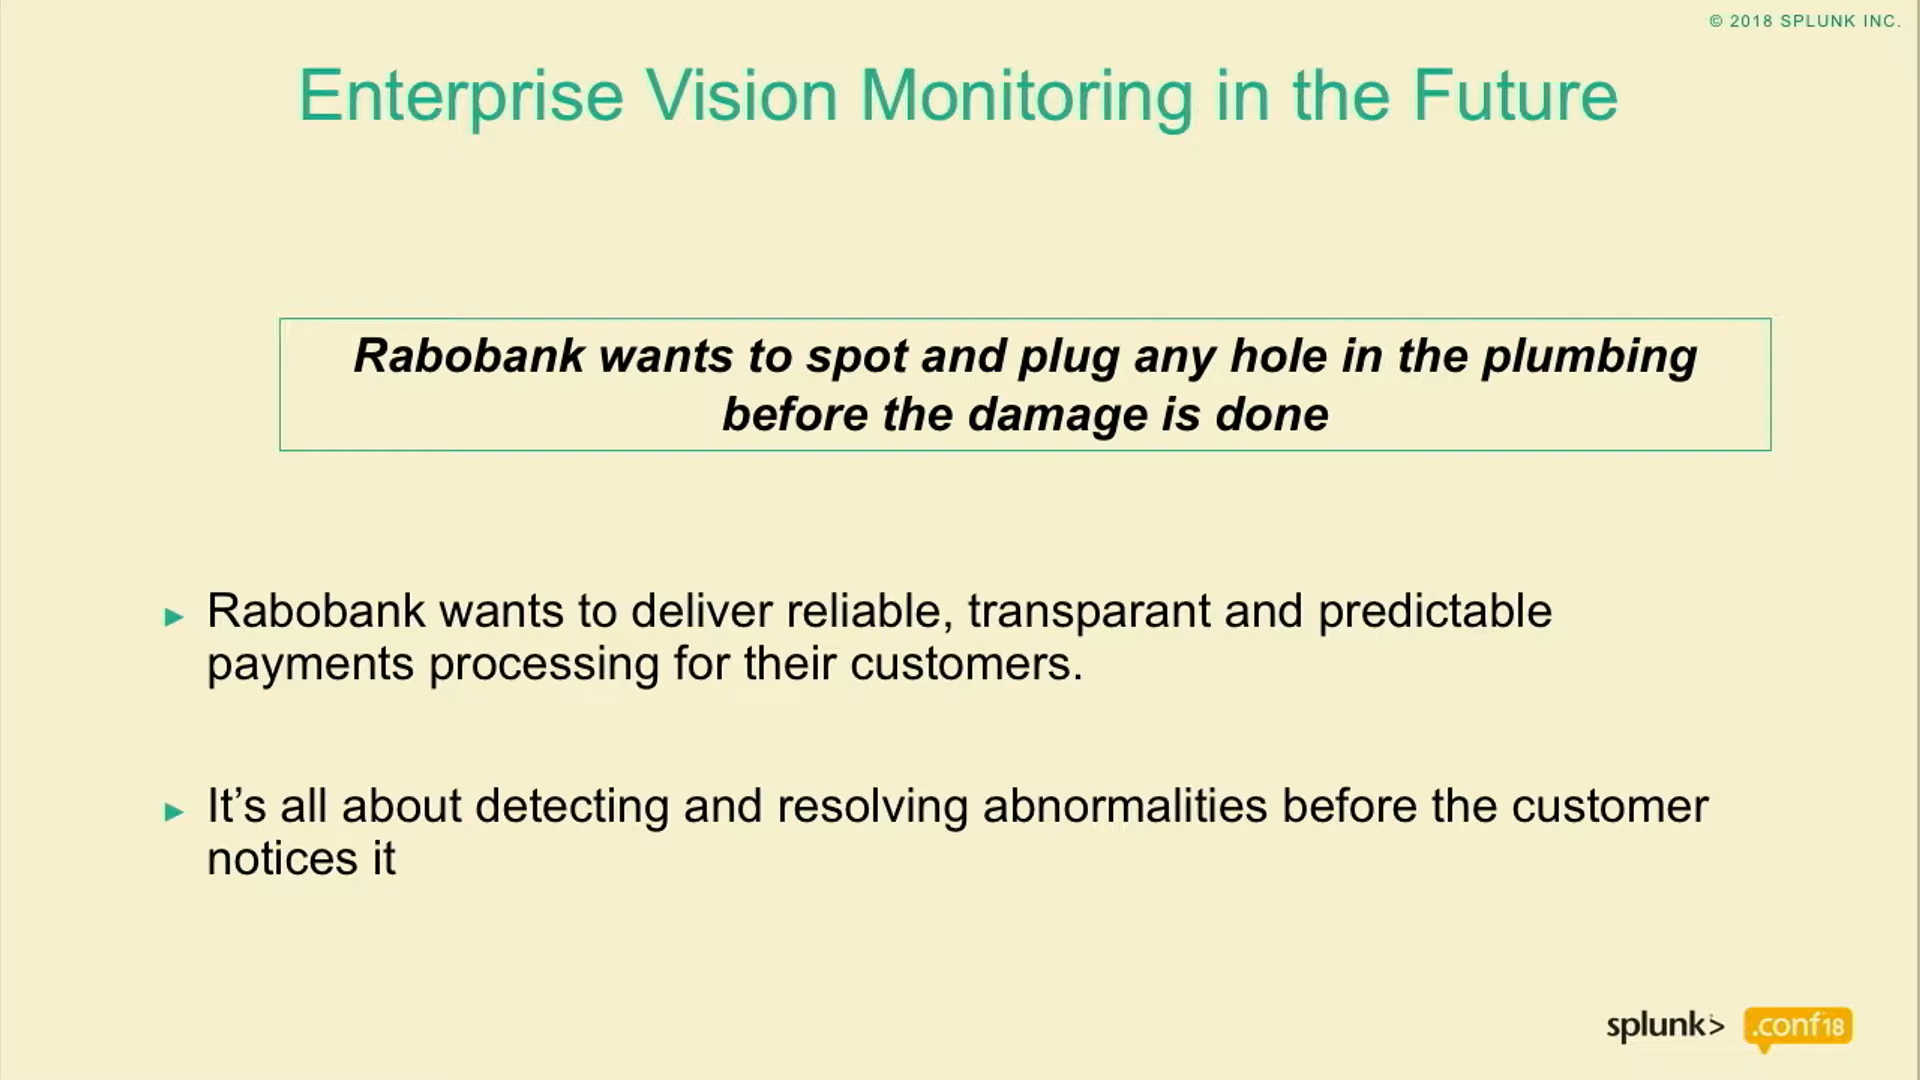 © 2018 SPLUNK INC.
Enterprise Vision Monitoring in the Future
Rabobank wants to spot and plug any hole in the plumbing
before the damage is done
► Rabobank wants to deliver reliable, transparant and predictable
payments processing for their customers.
► It’s all about detecting and resolving abnormalities before the customer
notices it
splunk> .conf18